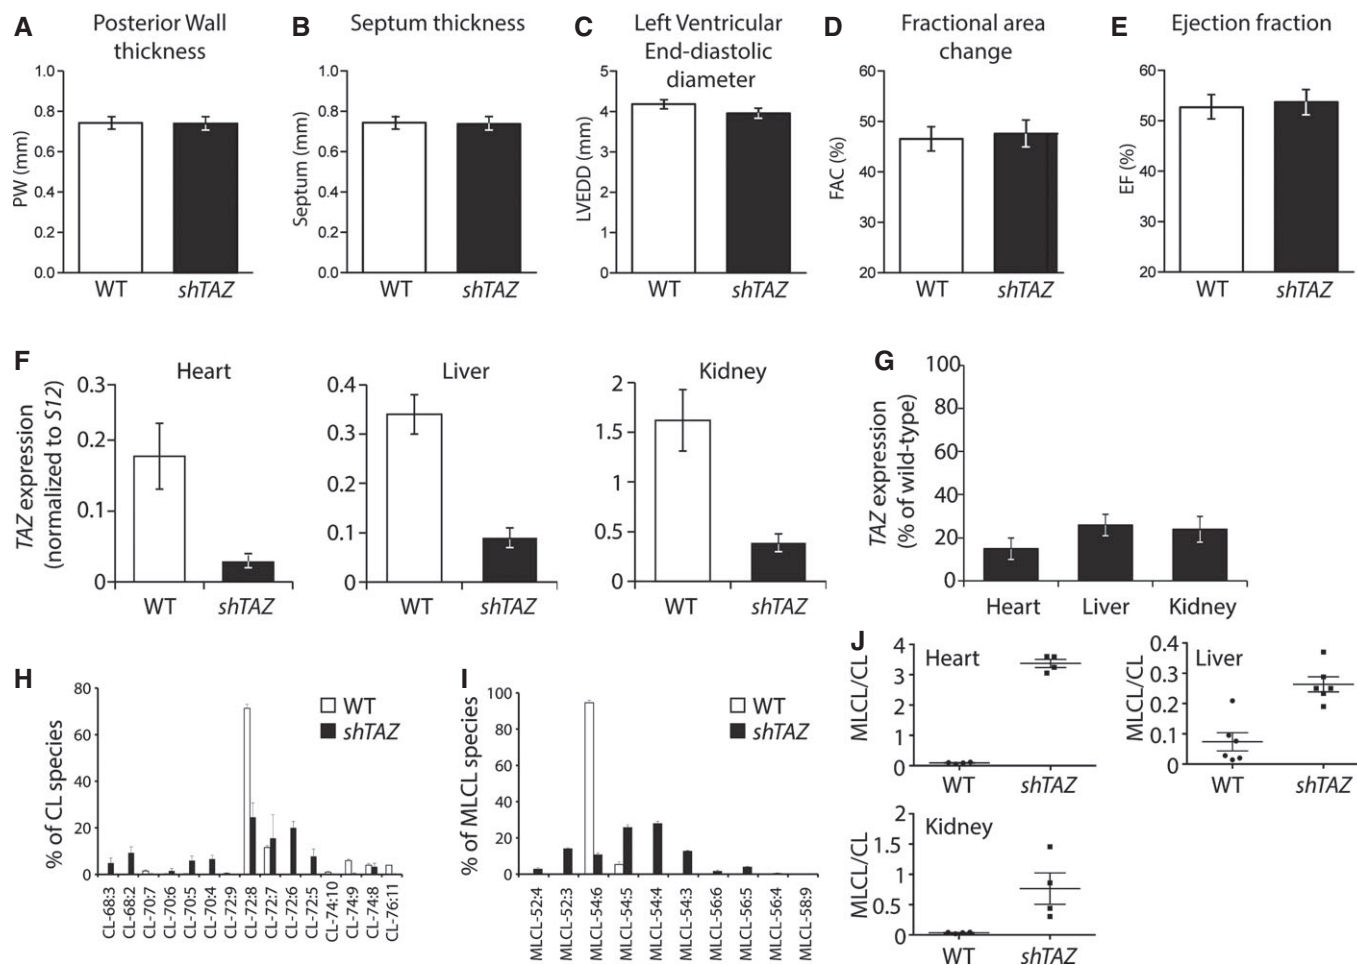 A Posterior Wall
thickness
PW (mm)
1.0
0.8
0.6
0.4
0.2
0.0
WT shTAZ
B Septum thickness
Septum (mm)
1.0
0.8
0.6
0.4
0.2
0.0
WT shTAZ
C Left Ventricular
End-diastolic
diameter
LVEDD (mm)
5
4
3
2
1
0
WT shTAZ
D Fractional area
change
FAC (%)
60
50
40
30
20
WT shTAZ
E Ejection fraction
EF (%)
60
50
40
30
20
WT shTAZ
F
TAZ expression
(normalized to S12)
Heart
0.3
0.2
0.1
0
WT shTAZ
Liver
0.4
0.3
0.2
0.1
0
WT shTAZ
Kidney
2
1.5
1
0.5
0
WT shTAZ
G
TAZ expression
(% of wild-type)
100
80
60
40
20
0
Heart Liver Kidney
H
% of CL species
80
60
40
20
0
WT
shTAZ
CL-68:3
CL-68:2
CL-70:7
CL-70:6
CL-70:5
CL-70:4
CL-72:9
CL-72:8
CL-72:7
CL-72:6
CL-72:5
CL-74:10
CL-74:9
CL-74:8
CL-76:11
I
% of MLCL species
100
80
60
40
20
0
WT
shTAZ
MLCL-52:4
MLCL-52:3
MLCL-54:6
MLCL-54:5
MLCL-54:4
MLCL-54:3
MLCL-56:6
MLCL-56:5
MLCL-56:4
MLCL-58:9
J
Heart
MLCL/CL
4
3
2
1
0
WT shTAZ
Liver
MLCL/CL
0.4
0.3
0.2
0.1
0
WT shTAZ
Kidney
MLCL/CL
2
1.5
1
0.5
0
WT shTAZ